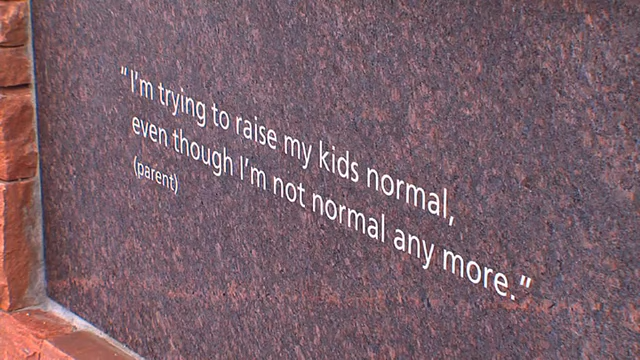 "I'm trying to raise my kids normal,
even though I'm not normal any more."
(parent)